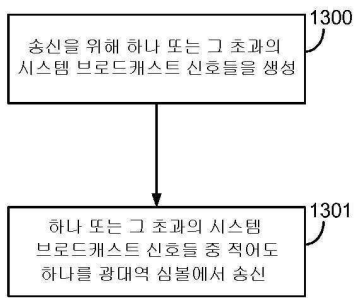 1300
송신을 위해 하나 또는 그 초과의
시스템 브로드캐스트 신호들을 생성
1301
하나 또는 그 초과의 시스템
브로드캐스트 신호들 중 적어도
하나를 광대역 심볼에서 송신